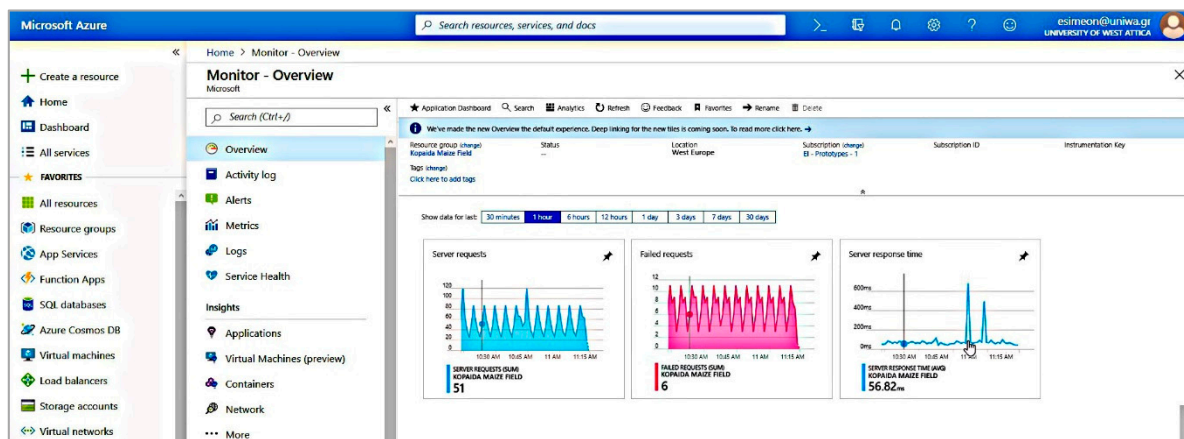 Microsoft Azure
Search resources, services, and docs
esimeon@uniwa.gr
UNIVERSITY OF WEST ATTICA
Create a resource
Home
Dashboard
All services
FAVORITES
All resources
Resource groups
App Services
Function Apps
SQL databases
Azure Cosmos DB
Virtual machines
Load balancers
Storage accounts
Virtual networks
Home > Monitor - Overview
Monitor - Overview
Microsoft
Search (Ctrl+/)
Overview
Activity log
Alerts
Metrics
Logs
Service Health
Insights
Applications
Virtual Machines (preview)
Containers
Network
More
Application Dashboard Search Analytics Refresh Feedback Favorites Rename Delete
We've made the new Overview the default experience. Deep linking for the new tiles is coming soon. To read more click here.
Resource group (change) Status Location Subscription (change) Subscription ID Instrumentation Key
Kopaida Maize Field ... West Europe EI - Prototypes - 1
Tags (change)
Click here to add tags
Show data for last: 30 minutes 1 hour 6 hours 12 hours 1 day 3 days 7 days 30 days
Server requests
120
100
80
60
40
20
0
10:30 AM 10:45 AM 11 AM 11:15 AM
SERVER REQUESTS (SUM)
KOPAIDA MAIZE FIELD
51
Failed requests
12
10
8
6
4
2
0
10:30 AM 10:45 AM 11 AM 11:15 AM
FAILED REQUESTS (SUM)
KOPAIDA MAIZE FIELD
6
Server response time
600ms
400ms
200ms
0ms
10:30 AM 10:45 AM 11:15 AM
SERVER RESPONSE TIME (AVG)
KOPAIDA MAIZE FIELD
56.82 ms